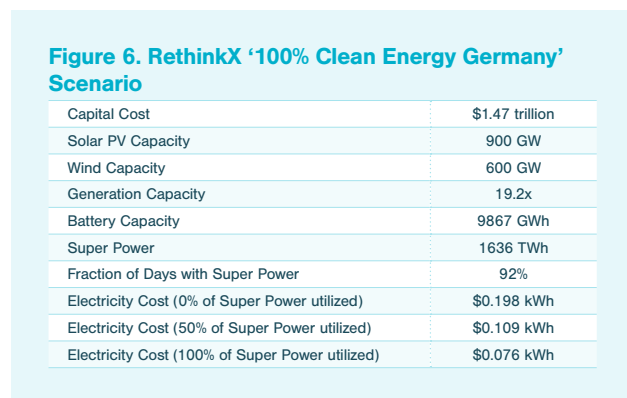 Figure 6. RethinkX ‘100% Clean Energy Germany’
Scenario
Capital Cost $1.47 trillion
Solar PV Capacity 900 GW
Wind Capacity 600 GW
Generation Capacity 19.2x
Battery Capacity 9867 GWh
Super Power 1636 TWh
Fraction of Days with Super Power 92%
Electricity Cost (0% of Super Power utilized) $0.198 kWh
Electricity Cost (50% of Super Power utilized) $0.109 kWh
Electricity Cost (100% of Super Power utilized) $0.076 kWh